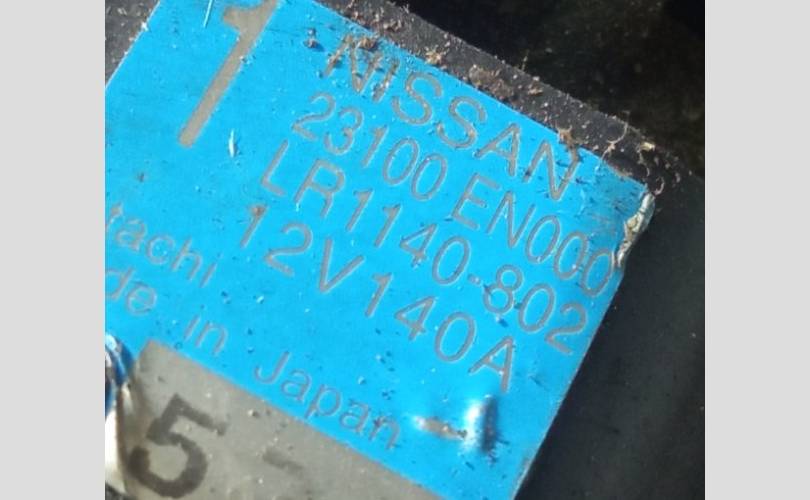 1
NISSAN
23100 EN000
LR1140-802
12V140A
tachi
de in Japan
5